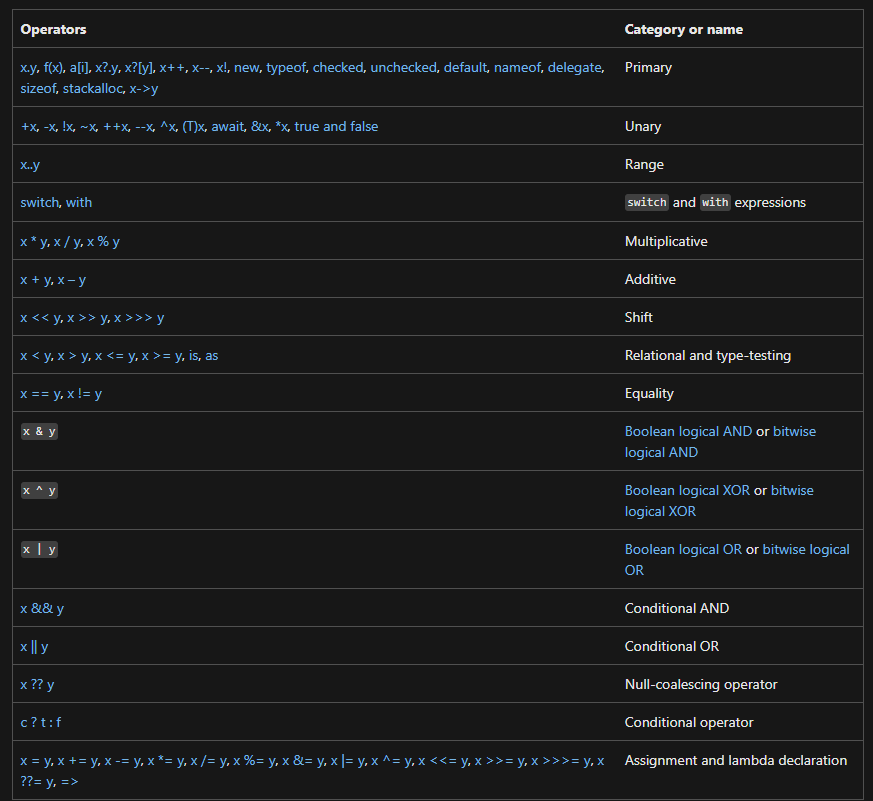 Operators Category or name
x.y, f(x), a[i], x?.y, x?[y], x++, x--, x!, new, typeof, checked, unchecked, default, nameof, delegate, Primary
sizeof, stackalloc, x->y
+x, -x, !x, ~x, ++x, --x, ^x, (T)x, await, &x, *x, true and false Unary
x..y Range
switch, with switch and with expressions
x * y, x / y, x % y Multiplicative
x + y, x – y Additive
x << y, x >> y, x >>> y Shift
x < y, x > y, x <= y, x >= y, is, as Relational and type-testing
x == y, x != y Equality
x & y Boolean logical AND or bitwise
logical AND
x ^ y Boolean logical XOR or bitwise
logical XOR
x | y Boolean logical OR or bitwise logical
OR
x && y Conditional AND
x || y Conditional OR
x ?? y Null-coalescing operator
c ? t : f Conditional operator
x = y, x += y, x -= y, x *= y, x /= y, x %= y, x &= y, x |= y, x ^= y, x <<= y, x >>= y, x >>>= y, x Assignment and lambda declaration
??= y, =>